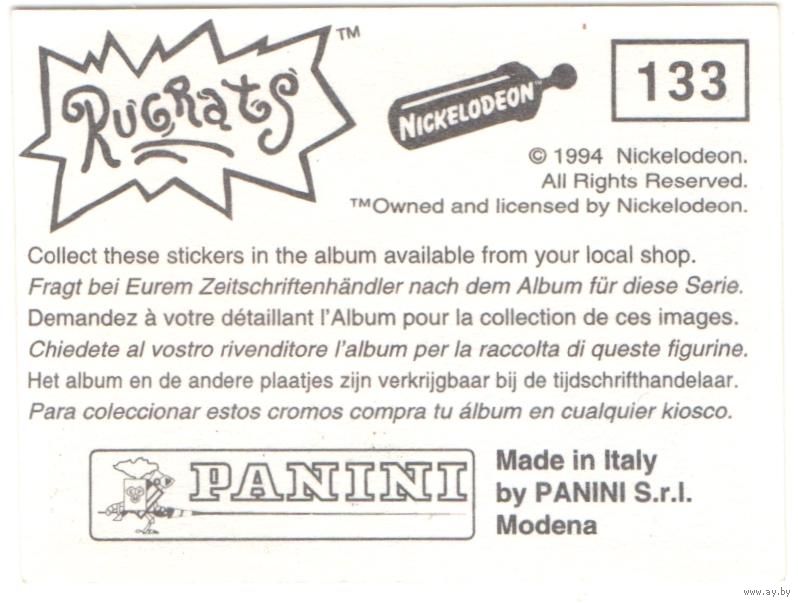 RUGRATS™
NICKELODEON™
133
© 1994 Nickelodeon.
All Rights Reserved.
™Owned and licensed by Nickelodeon.
Collect these stickers in the album available from your local shop.
Fragt bei Eurem Zeitschriftenhändler nach dem Album für diese Serie.
Demandez à votre détaillant l'Album pour la collection de ces images.
Chiedete al vostro rivenditore l'album per la raccolta di queste figurine.
Het album en de andere plaatjes zijn verkrijgbaar bij de tijdschrifthandelaar.
Para coleccionar estos cromos compra tu álbum en cualquier kiosco.
PANINI
Made in Italy
by PANINI S.r.l.
Modena
www.ay.by